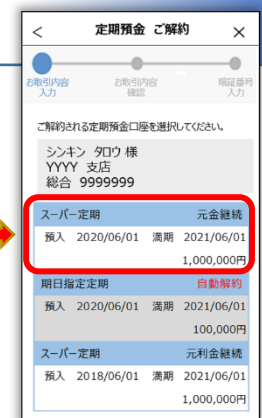 < 定期預金 ご解約 ×
お取引内容
入力
お取引内容
確認
暗証番号
入力
ご解約される定期預金口座を選択してください。
シンキン タロウ 様
YYYY 支店
総合 9999999
スーパー定期 元金継続
預入 2020/06/01 満期 2021/06/01
1,000,000円
期日指定定期 自動解約
預入 2020/06/01 満期 2021/06/01
100,000円
スーパー定期 元利金継続
預入 2018/06/01 満期 2021/06/01
1,000,000円